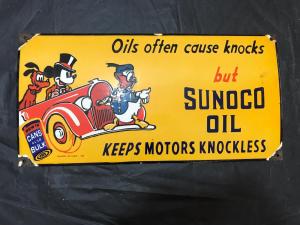 Oils often cause knocks
but
SUNOCO
OIL
KEEPS MOTORS KNOCKLESS
CANS
BULK